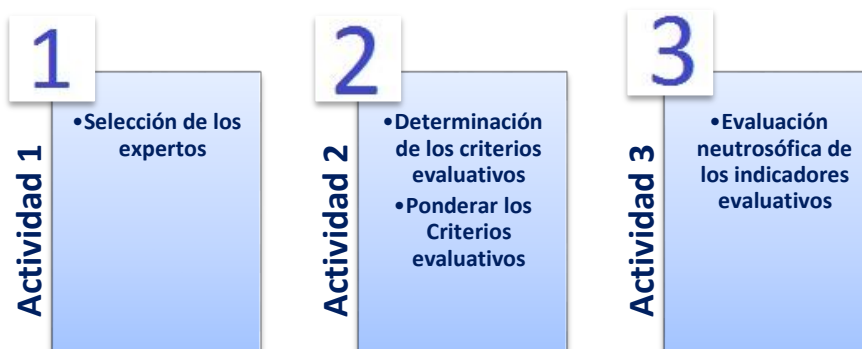 1
Actividad 1
•Selección de los
expertos
2
Actividad 2
•Determinación
de los criterios
evaluativos
•Ponderar los
Criterios
evaluativos
3
Actividad 3
•Evaluación
neutrosófica de
los indicadores
evaluativos